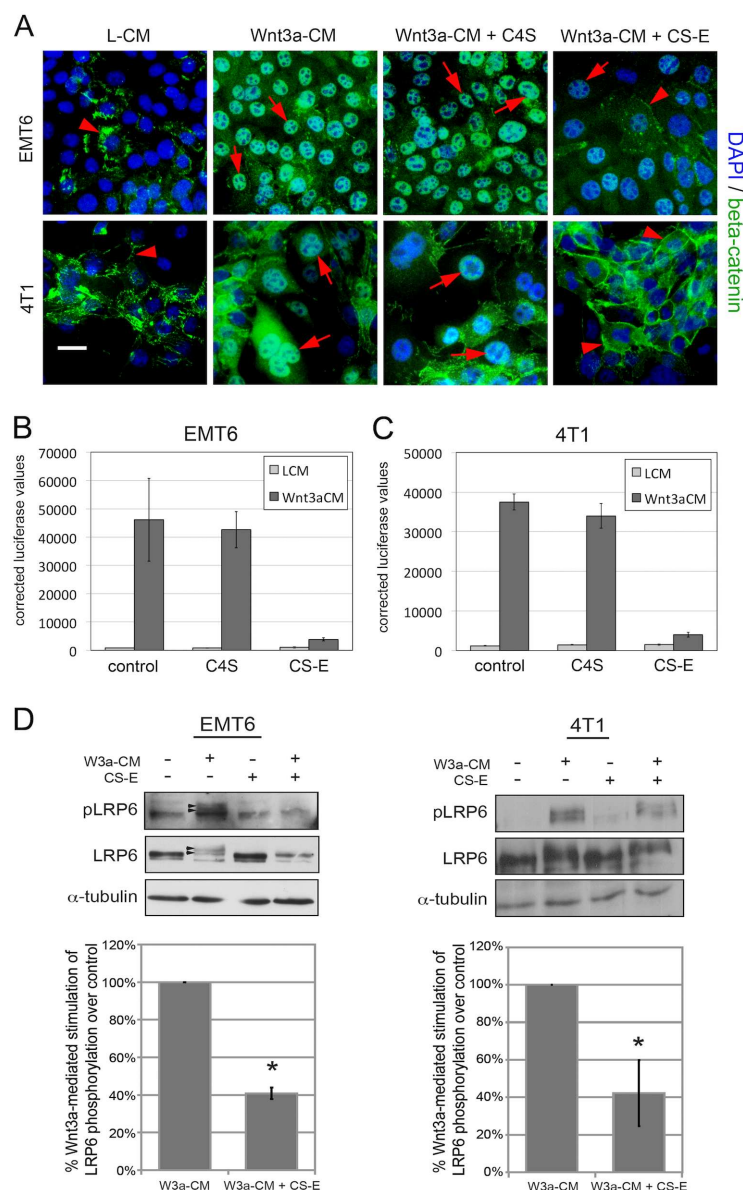 A
L-CM
Wnt3a-CM
Wnt3a-CM + C4S
Wnt3a-CM + CS-E
EMT6
4T1
DAPI / beta-catenin
B
EMT6
corrected luciferase values
70000
60000
50000
40000
30000
20000
10000
0
LCM
Wnt3aCM
control
C4S
CS-E
C
4T1
corrected luciferase values
50000
40000
30000
20000
10000
0
LCM
Wnt3aCM
control
C4S
CS-E
D
EMT6
W3a-CM - + - +
CS-E - - + +
pLRP6
LRP6
α-tubulin
% Wnt3a-mediated stimulation of
LRP6 phosphorylation over control
120%
100%
80%
60%
40%
20%
0%
*
W3a-CM
W3a-CM + CS-E
4T1
W3a-CM - + - +
CS-E - - + +
pLRP6
LRP6
α-tubulin
% Wnt3a-mediated stimulation of
LRP6 phosphorylation over control
120%
100%
80%
60%
40%
20%
0%
*
W3a-CM
W3a-CM + CS-E